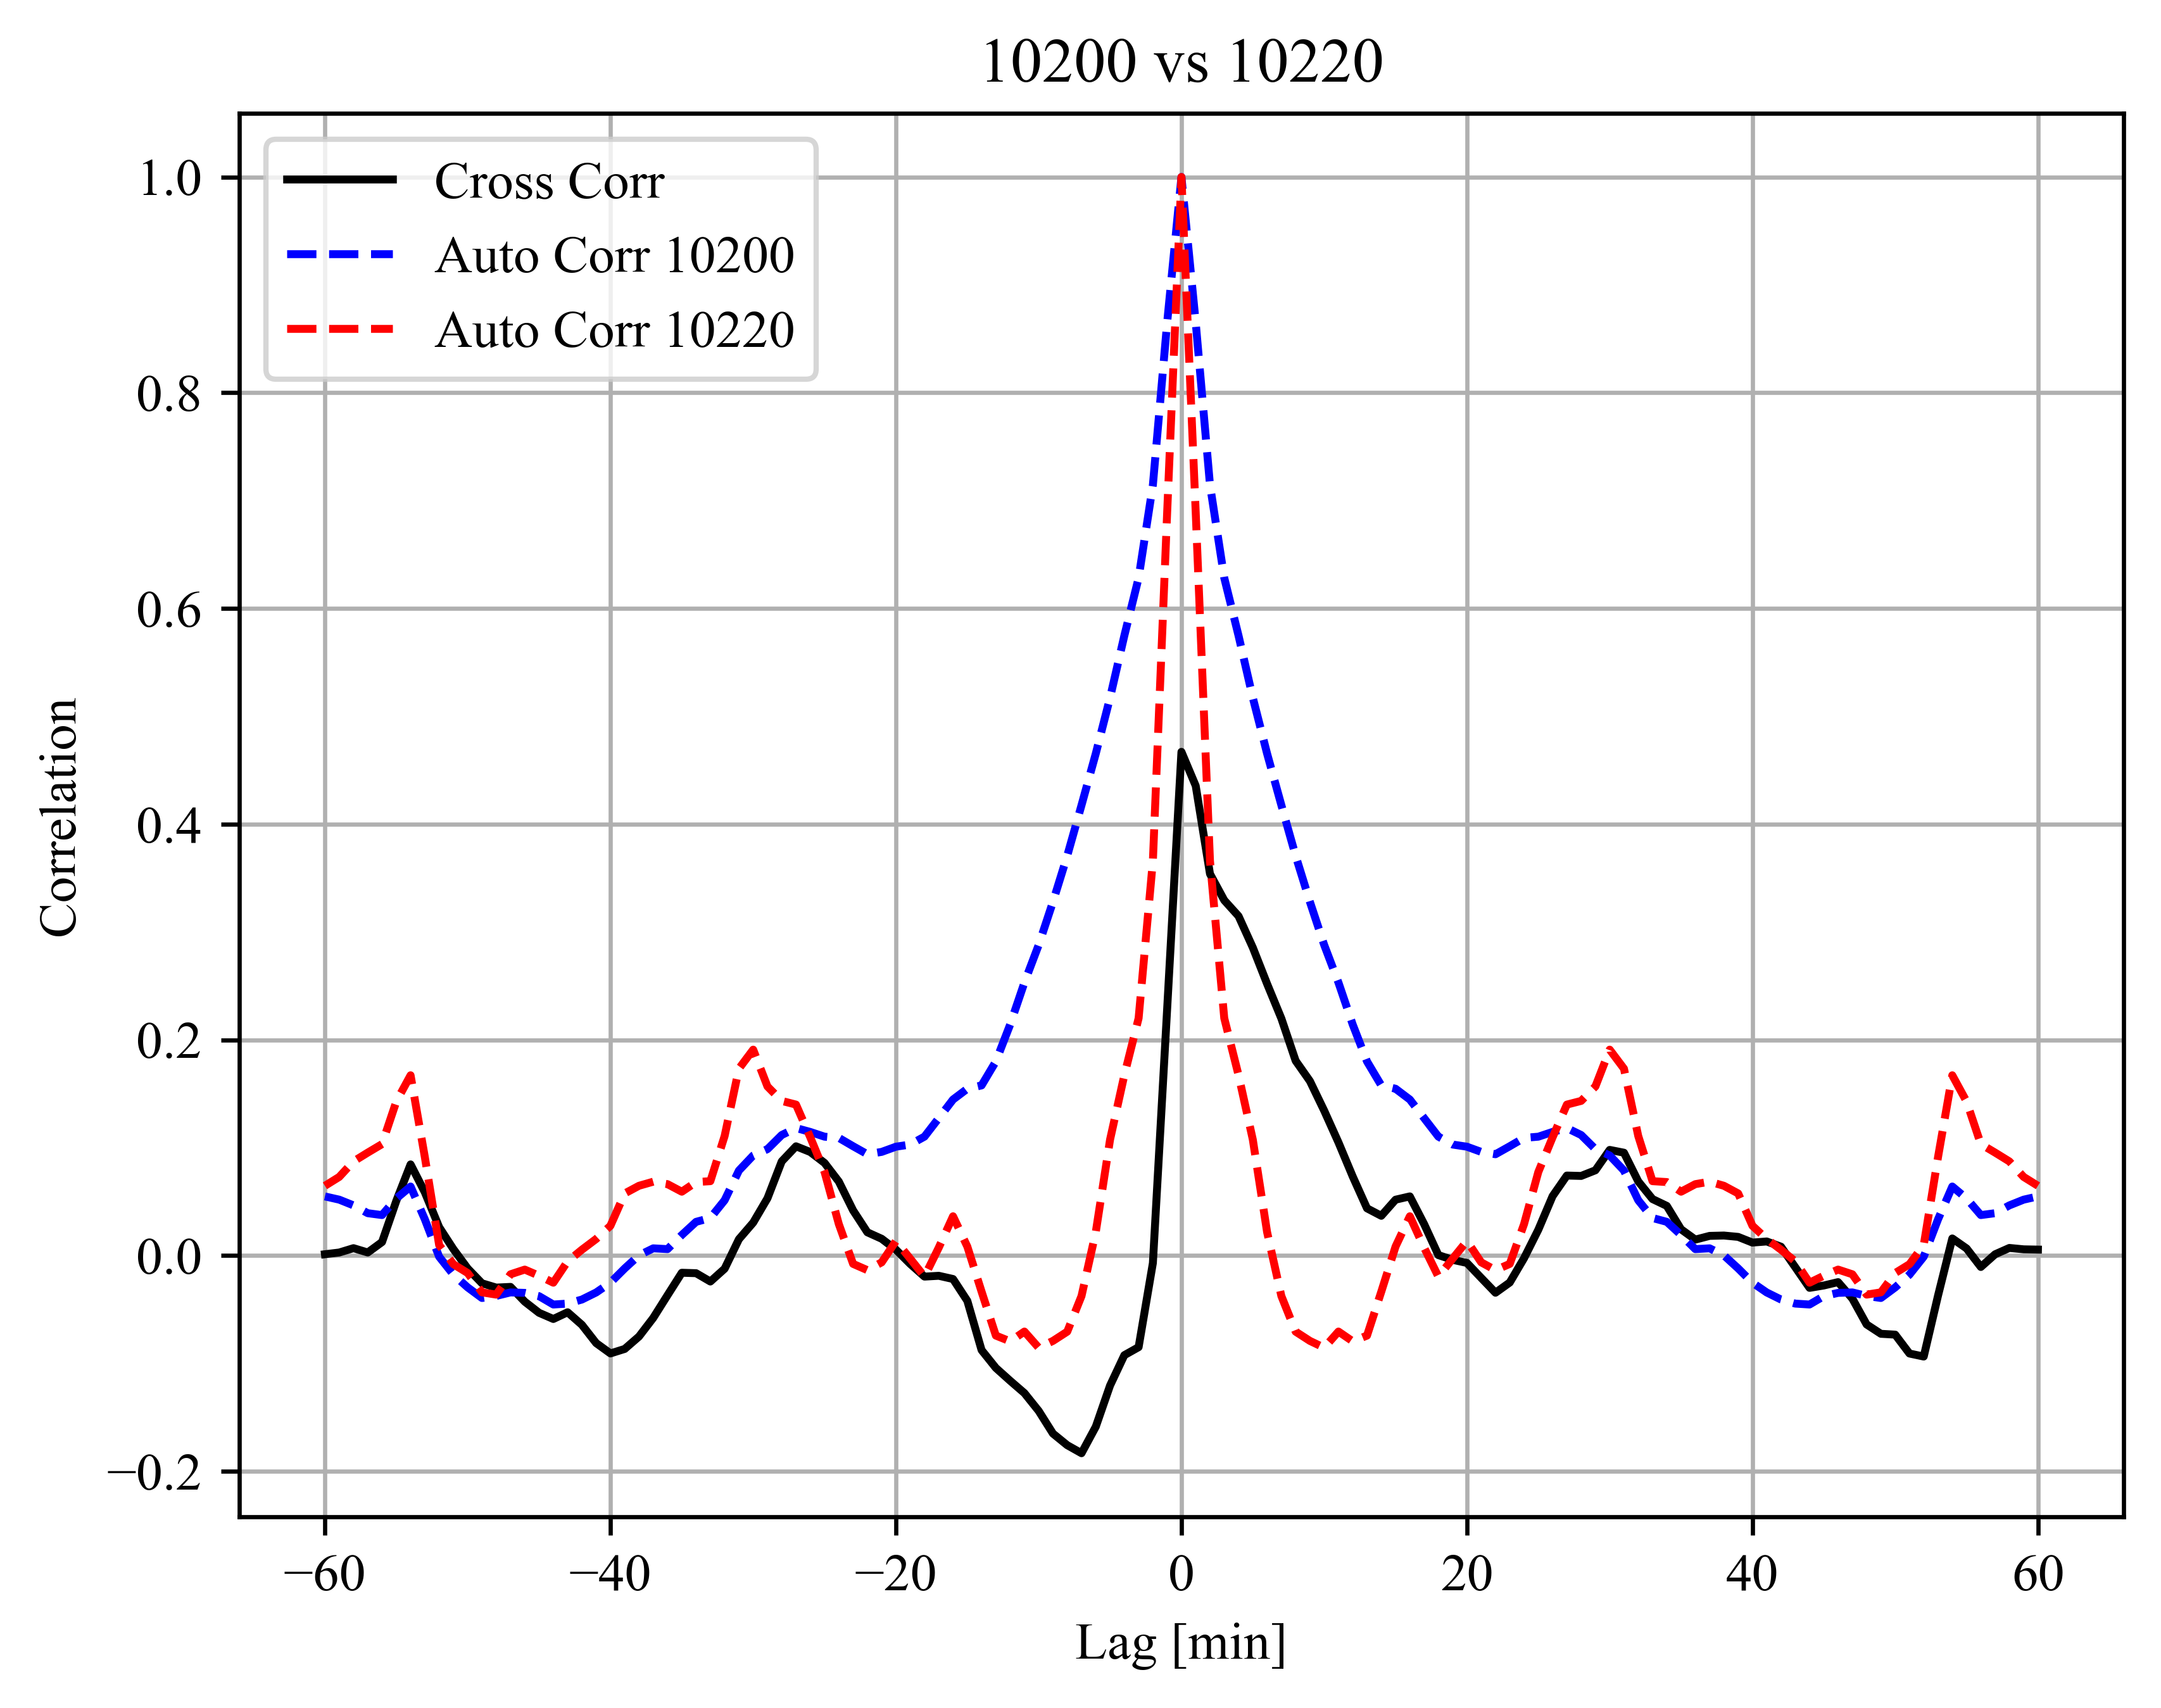 10200 vs 10220
Cross Corr
Auto Corr 10200
Auto Corr 10220
1.0
0.8
0.6
0.4
0.2
0.0
−0.2
Correlation
−60 −40 −20 0 20 40 60
Lag [min]